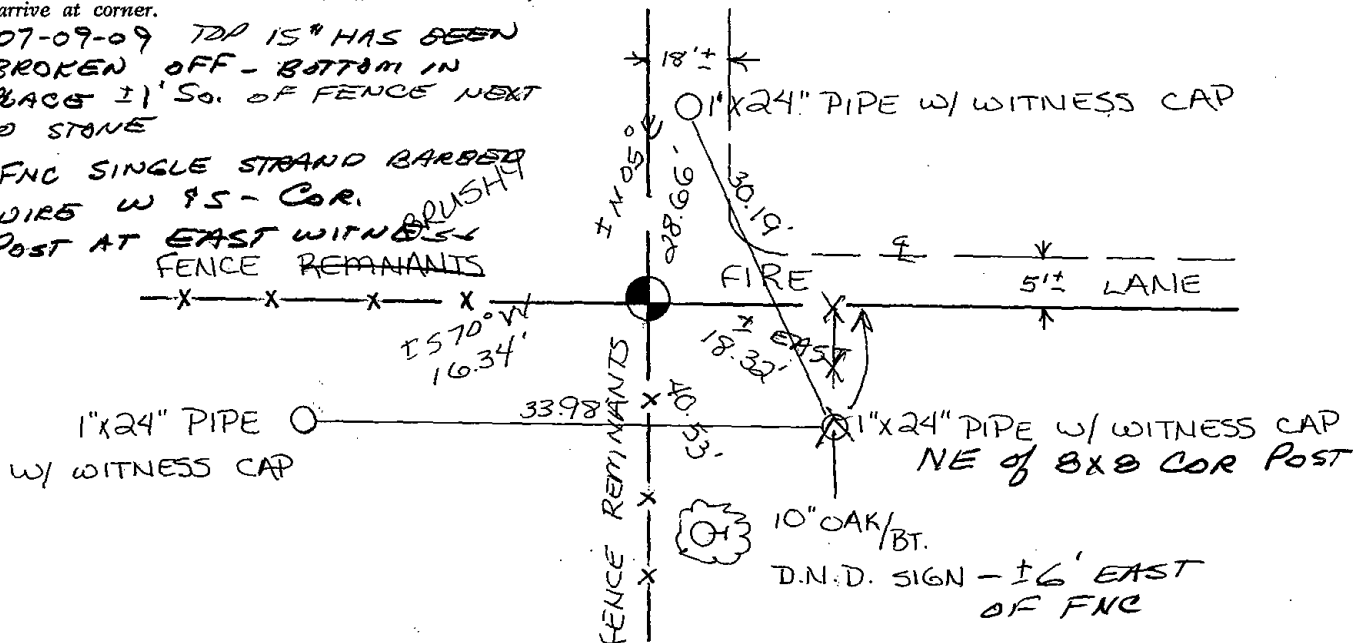 arrive at corner.
07-09-09 TOP 15" HAS BEEN
BROKEN OFF - BOTTOM IN
PLACE ±1' SO. OF FENCE NEXT
TO STONE
FNC SINGLE STRAND BARBED
WIRE W & S - COR.
POST AT EAST WITNESS
BRUSHY
FENCE REMNANTS
18'±
1"X24" PIPE W/ WITNESS CAP
± N 05° E
28.66'
30.19'
FIRE LANE
5'±
± S70°W
16.34'
± EAST
18.32'
FENCE REMNANTS
40.53'
33.98'
1"X24" PIPE
W/ WITNESS CAP
1"X24" PIPE W/ WITNESS CAP
NE of 8X8 COR POST
10" OAK/BT.
D.N.D. SIGN - ±6' EAST
OF FNC